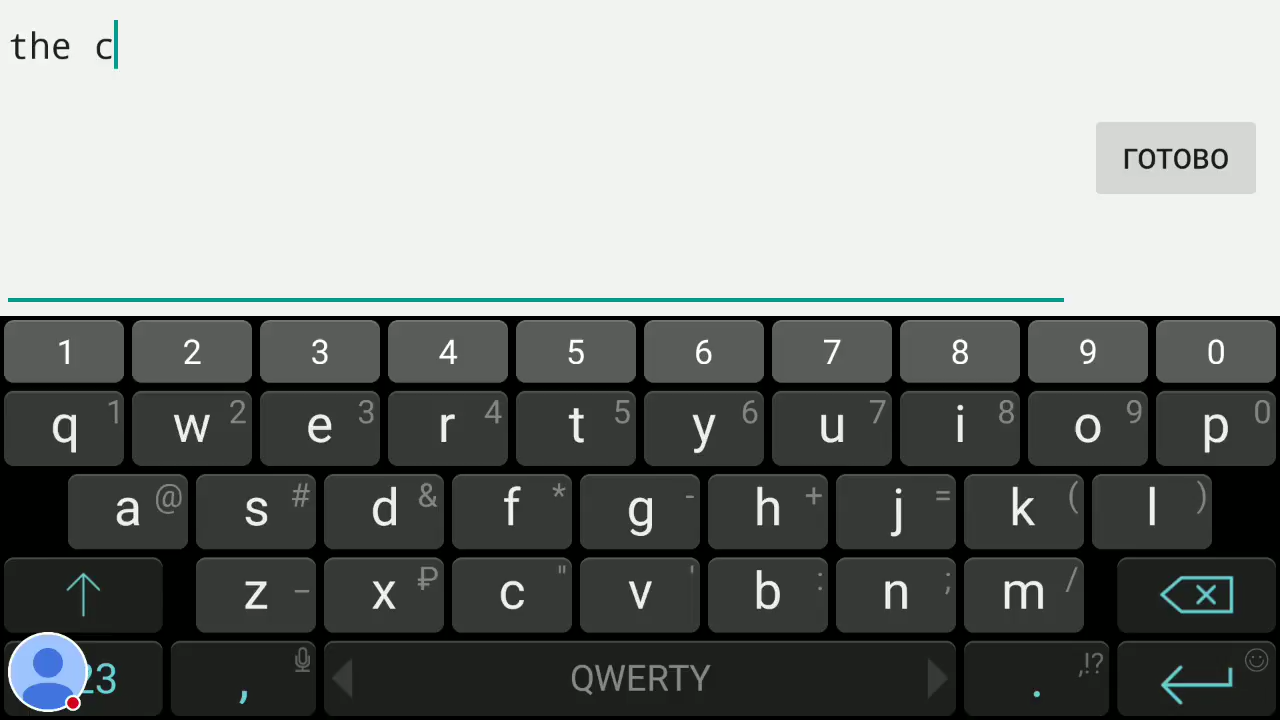 the c
ГОТОВО
1 2 3 4 5 6 7 8 9 0
q 1 w 2 e 3 r 4 t 5 y 6 u 7 i 8 o 9 p 0
a @ s # d & f * g - h + j = k ( l )
z _ x ₽ c " v ' b : n ; m /
23 , QWERTY . ,!?